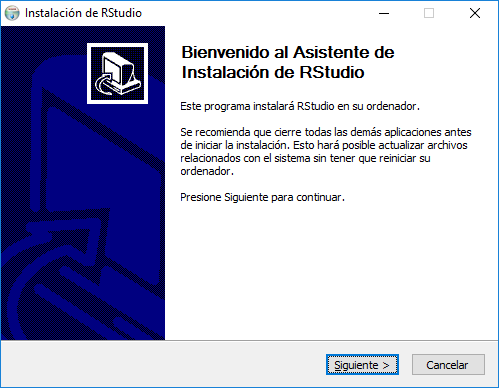 Instalación de RStudio
Bienvenido al Asistente de
Instalación de RStudio
Este programa instalará RStudio en su ordenador.
Se recomienda que cierre todas las demás aplicaciones antes
de iniciar la instalación. Esto hará posible actualizar archivos
relacionados con el sistema sin tener que reiniciar su
ordenador.
Presione Siguiente para continuar.
Siguiente >
Cancelar